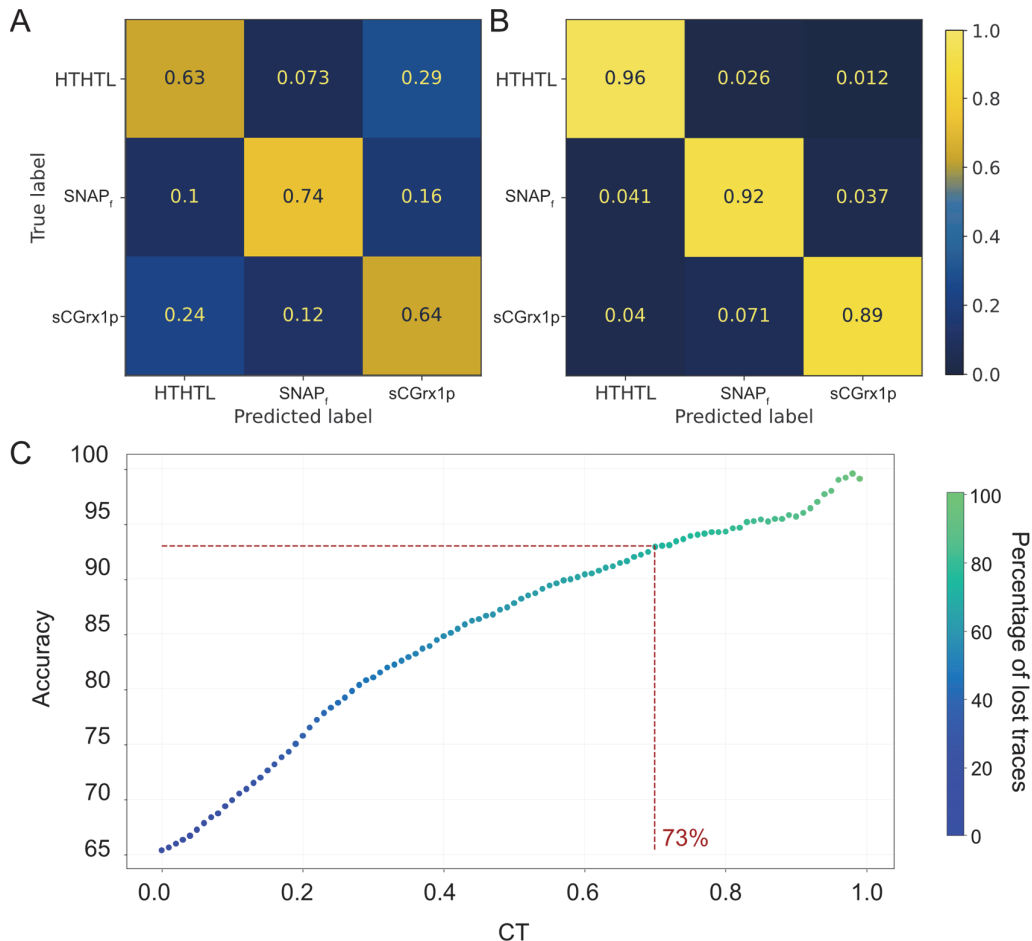 A
B
HTHTL
0.63
0.073
0.29
0.96
0.026
0.012
1.0
0.8
True label
SNAPf
0.1
0.74
0.16
SNAPf
0.041
0.92
0.037
0.6
0.4
sCGrx1p
0.24
0.12
0.64
sCGrx1p
0.04
0.071
0.89
0.2
0.0
HTHTL
SNAPf
sCGrx1p
Predicted label
HTHTL
HTHTL
SNAPf
sCGrx1p
Predicted label
C
Accuracy
100
95
90
85
80
75
70
65
73%
0.0
0.2
0.4
0.6
0.8
1.0
CT
100
80
60
40
20
0
Percentage of lost traces